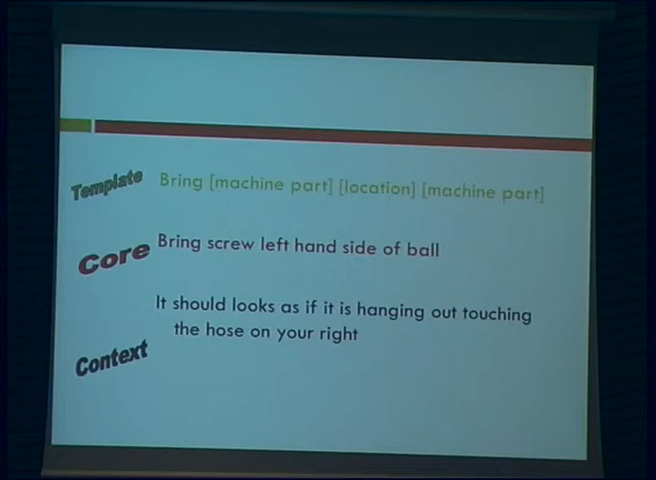 Template Bring [machine part] [location] [machine part]
Core Bring screw left hand side of ball
It should looks as if it is hanging out touching
the hose on your right
Context